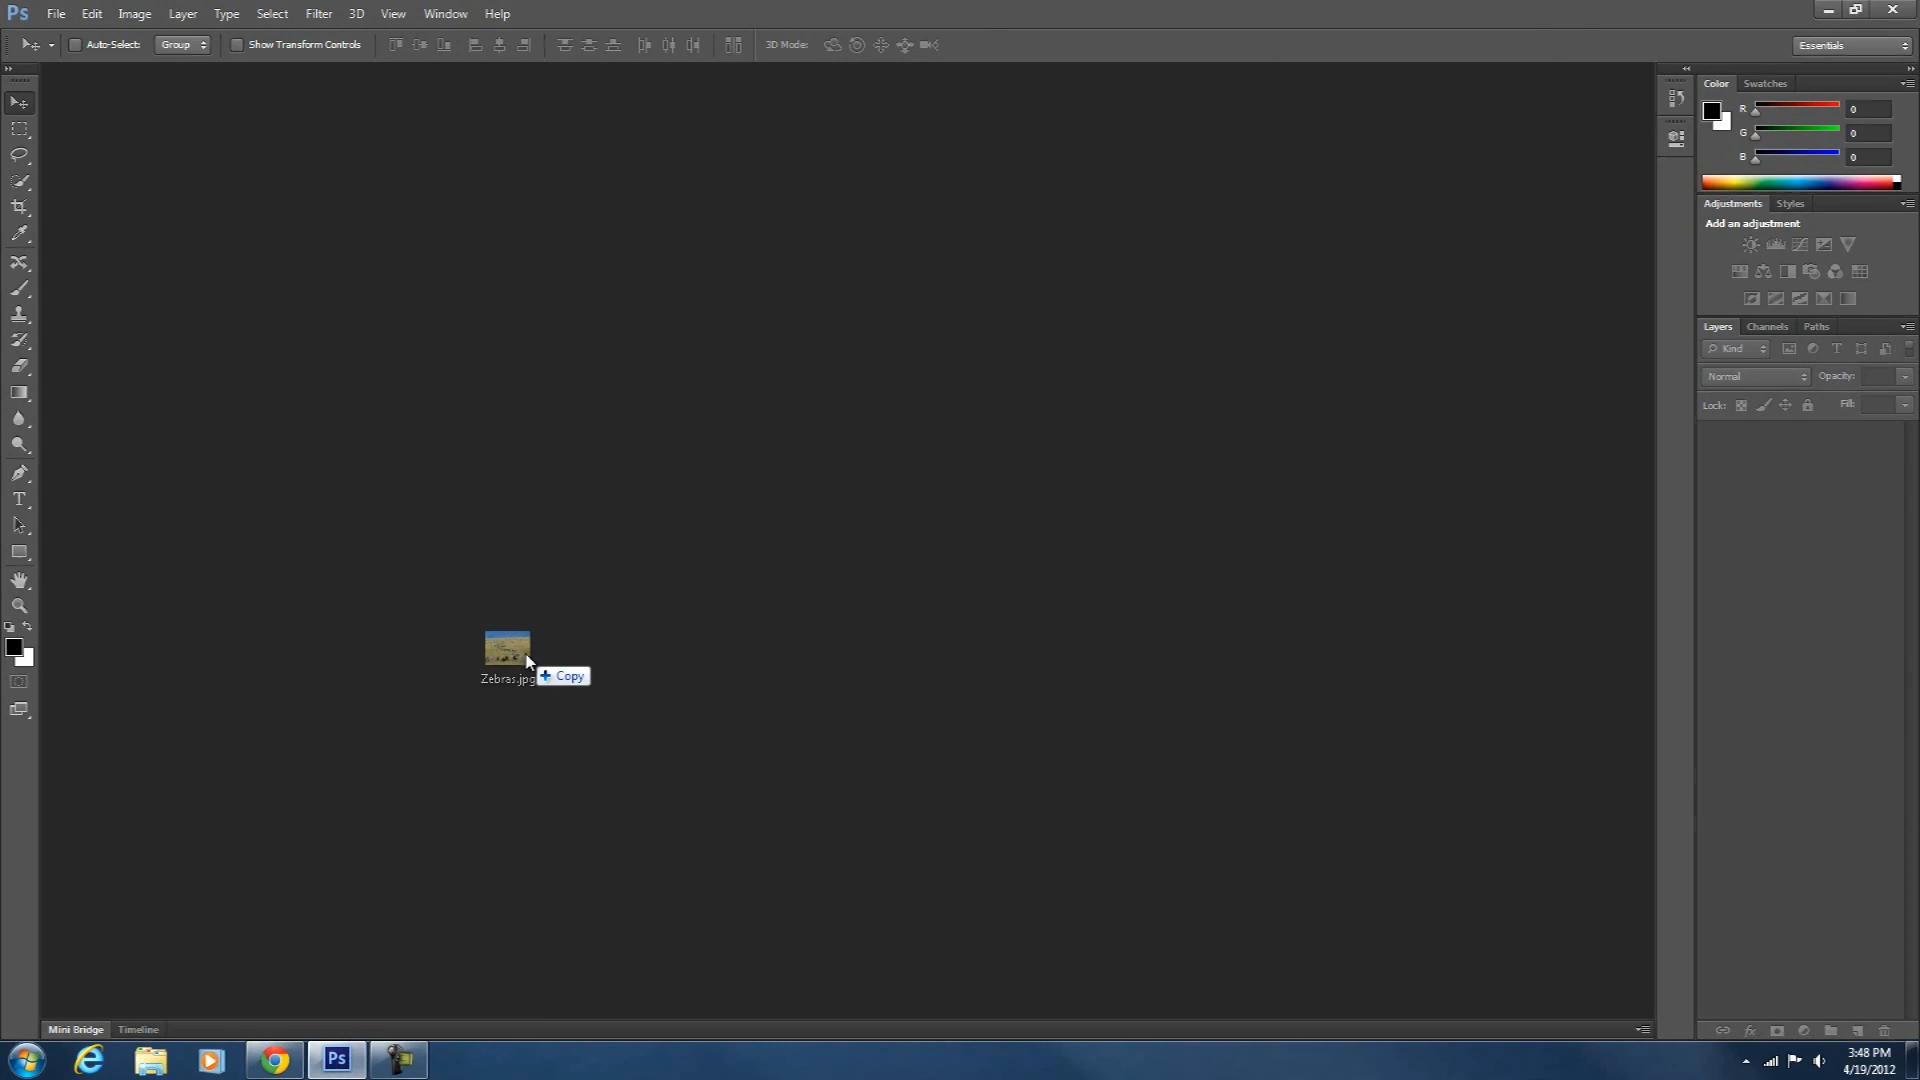 Ps File Edit Image Layer Type Select Filter 3D View Window Help
Auto-Select: Group Show Transform Controls 3D Mode: Essentials
Color Swatches
R 0
G 0
B 0
Adjustments Styles
Add an adjustment
Layers Channels Paths
Kind T
Normal Opacity:
Lock: Fill:
T
Zebras.jpg + Copy
Mini Bridge Timeline
fx
Ps
3:48 PM
4/19/2012